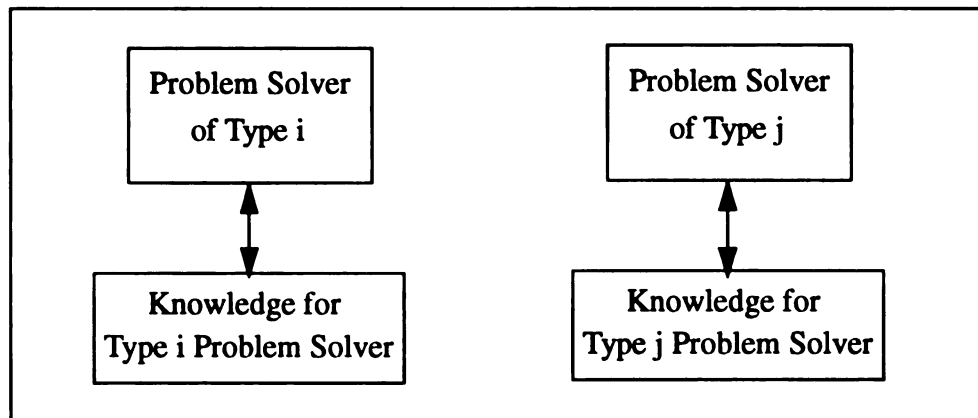 Problem Solver
of Type i
Problem Solver
of Type j
Knowledge for
Type i Problem Solver
Knowledge for
Type j Problem Solver